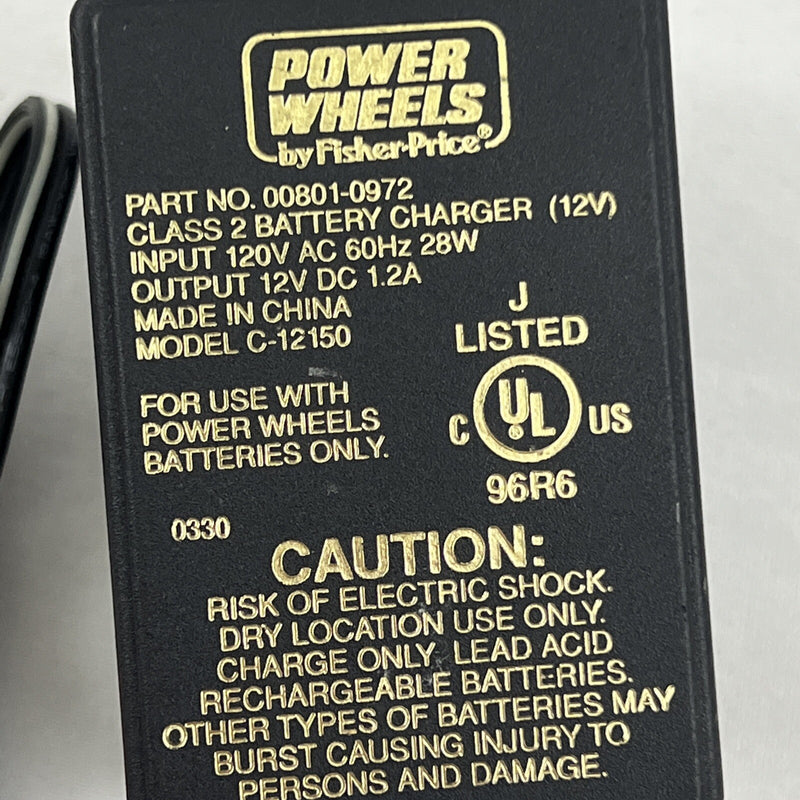 POWER
WHEELS
by Fisher-Price®
PART NO. 00801-0972
CLASS 2 BATTERY CHARGER (12V)
INPUT 120V AC 60Hz 28W
OUTPUT 12V DC 1.2A
MADE IN CHINA
MODEL C-12150
J
LISTED
C UL US
®
96R6
FOR USE WITH
POWER WHEELS
BATTERIES ONLY.
0330
CAUTION:
RISK OF ELECTRIC SHOCK.
DRY LOCATION USE ONLY.
CHARGE ONLY LEAD ACID
RECHARGEABLE BATTERIES.
OTHER TYPES OF BATTERIES MAY
BURST CAUSING INJURY TO
PERSONS AND DAMAGE.